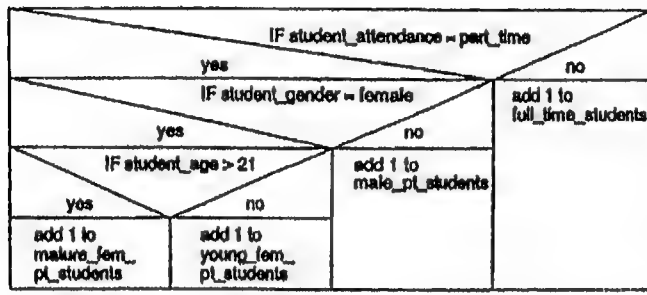 IF student_attendance = part_time
yes
no
IF student_gender = female
add 1 to
full_time_students
yes
no
IF student_age > 21
add 1 to
male_pt_students
yes
no
add 1 to
mature_fem_
pt_students
add 1 to
young_fem_
pt_students